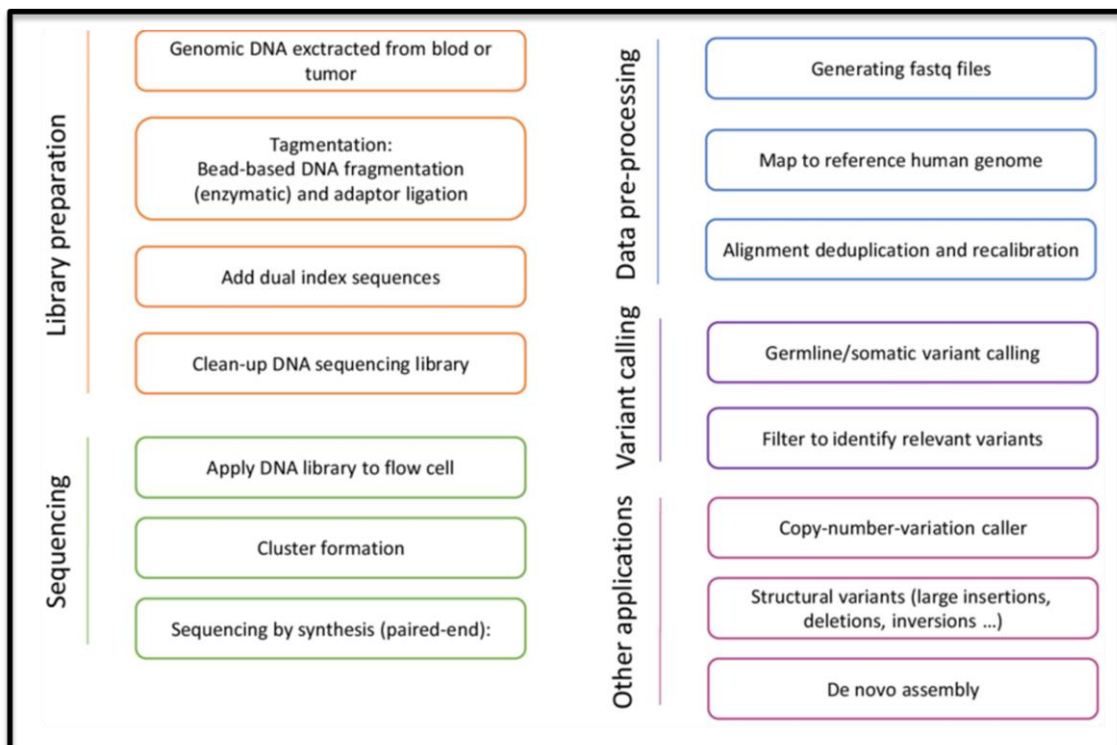 Library preparation
Genomic DNA exctracted from blod or
tumor
Tagmentation:
Bead-based DNA fragmentation
(enzymatic) and adaptor ligation
Add dual index sequences
Clean-up DNA sequencing library
Sequencing
Apply DNA library to flow cell
Cluster formation
Sequencing by synthesis (paired-end):
Data pre-processing
Generating fastq files
Map to reference human genome
Alignment deduplication and recalibration
Variant calling
Germline/somatic variant calling
Filter to identify relevant variants
Other applications
Copy-number-variation caller
Structural variants (large insertions,
deletions, inversions ...)
De novo assembly